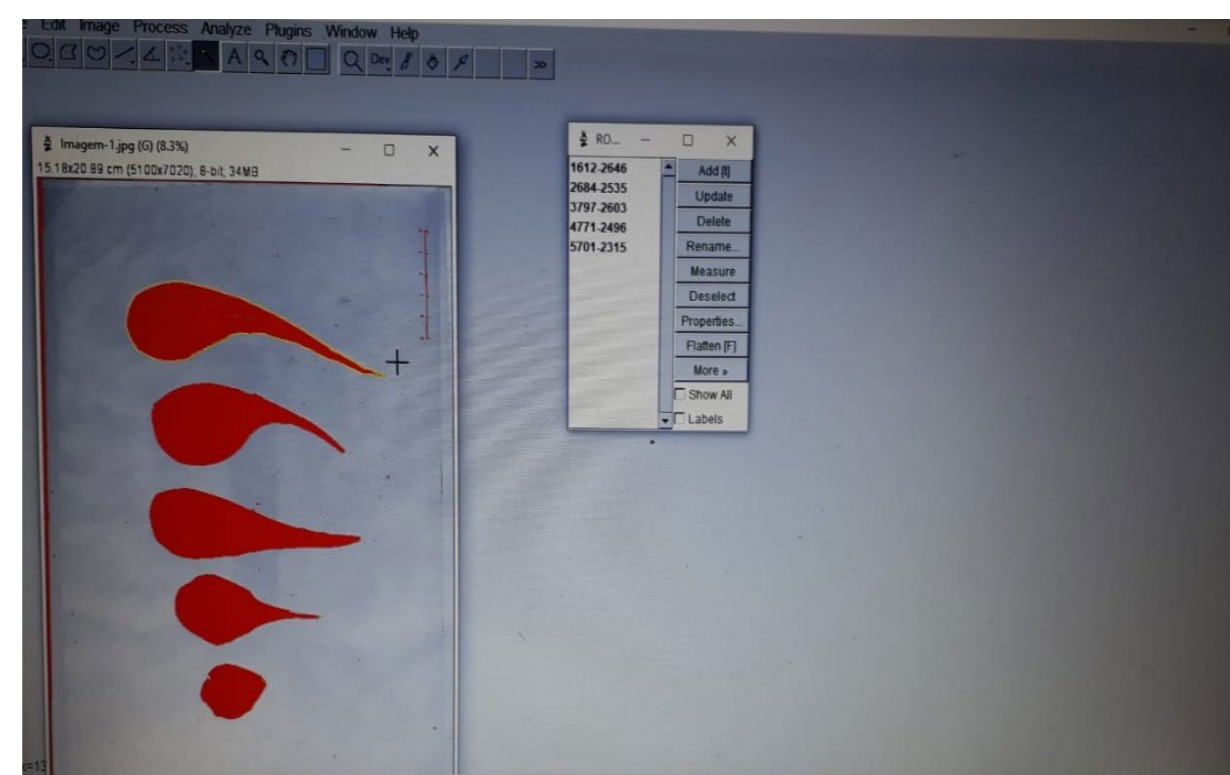 Edit Image Process Analyze Plugins Window Help
A Dev. >>
Imagem-1.jpg (G) (8.3%)
15.18x20.89 cm (5100x7020), 8-bit, 34MB
RO...
1612-2646
2684-2535
3797-2603
4771-2496
5701-2315
Add [t]
Update
Delete
Rename...
Measure
Deselect
Properties...
Flatten [F]
More »
Show All
Labels